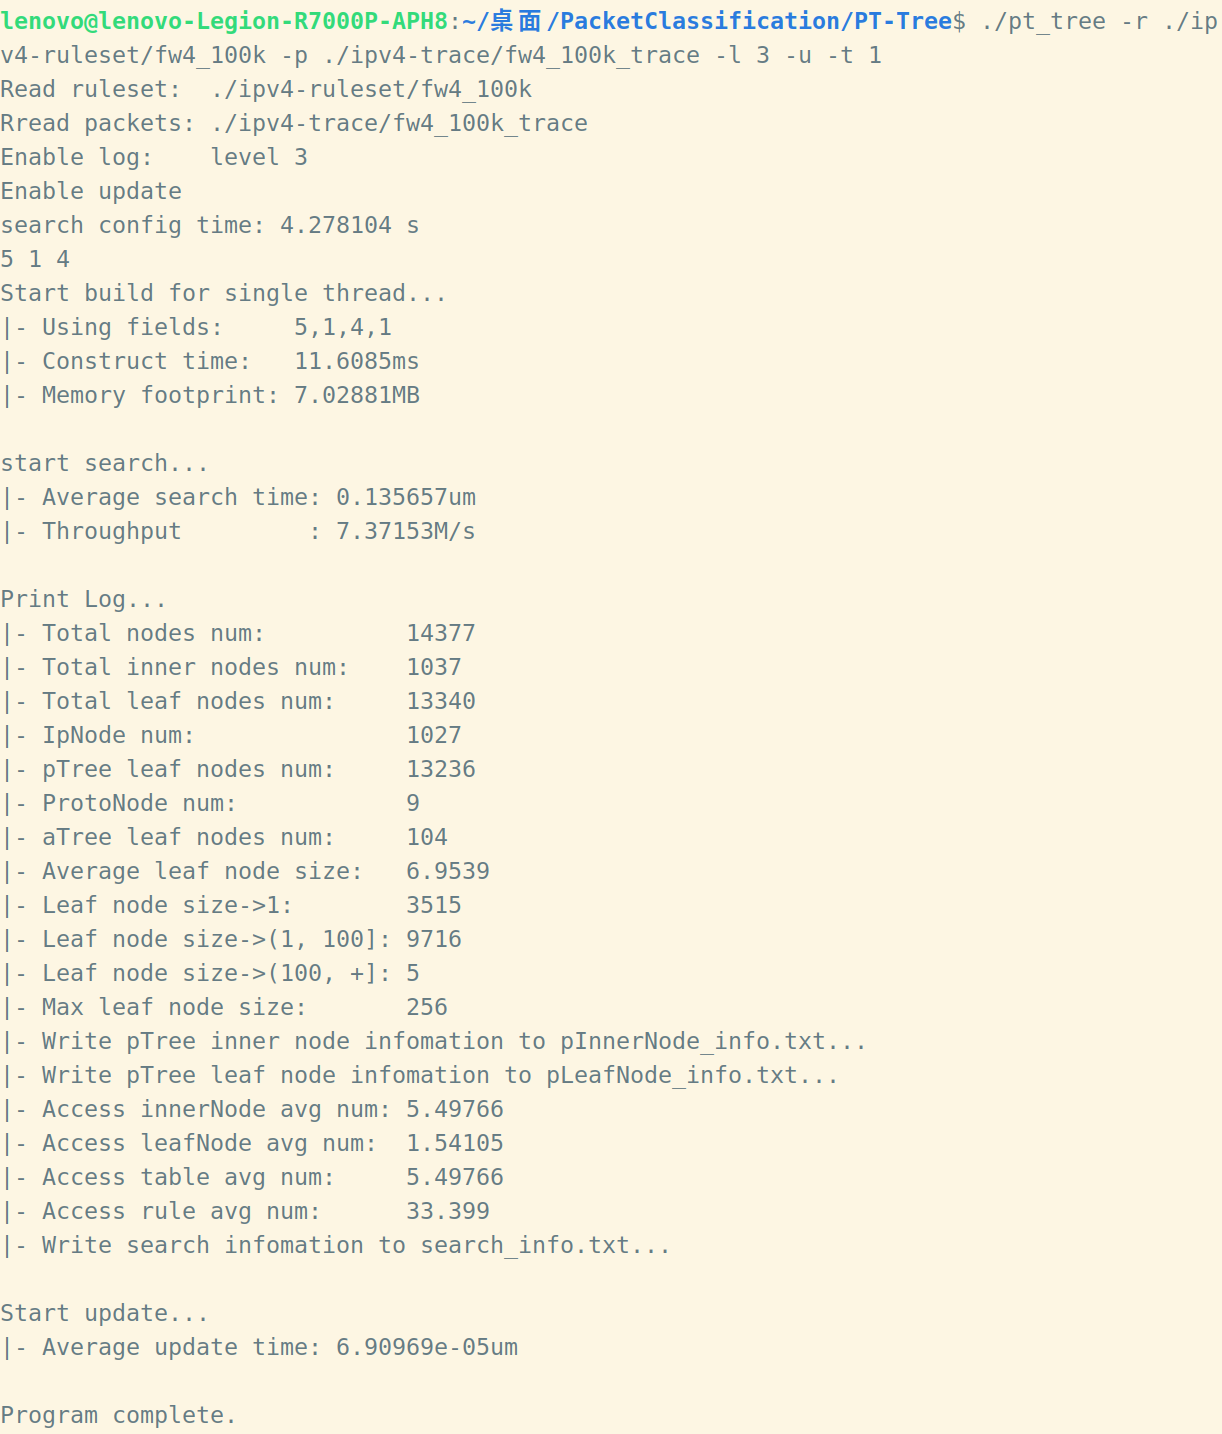 lenovo@lenovo-Legion-R7000P-APH8:~/桌面/PacketClassification/PT-Tree$ ./pt_tree -r ./ip
v4-ruleset/fw4_100k -p ./ipv4-trace/fw4_100k_trace -l 3 -u -t 1
Read ruleset:  ./ipv4-ruleset/fw4_100k
Rread packets: ./ipv4-trace/fw4_100k_trace
Enable log:    level 3
Enable update
search config time: 4.278104 s
5 1 4
Start build for single thread...
|- Using fields:     5,1,4,1
|- Construct time:   11.6085ms
|- Memory footprint: 7.02881MB

start search...
|- Average search time: 0.135657um
|- Throughput         : 7.37153M/s

Print Log...
|- Total nodes num:          14377
|- Total inner nodes num:    1037
|- Total leaf nodes num:     13340
|- IpNode num:               1027
|- pTree leaf nodes num:     13236
|- ProtoNode num:            9
|- aTree leaf nodes num:     104
|- Average leaf node size:   6.9539
|- Leaf node size->1:        3515
|- Leaf node size->(1, 100]: 9716
|- Leaf node size->(100, +]: 5
|- Max leaf node size:       256
|- Write pTree inner node infomation to pInnerNode_info.txt...
|- Write pTree leaf node infomation to pLeafNode_info.txt...
|- Access innerNode avg num: 5.49766
|- Access leafNode avg num:  1.54105
|- Access table avg num:     5.49766
|- Access rule avg num:      33.399
|- Write search infomation to search_info.txt...

Start update...
|- Average update time: 6.90969e-05um

Program complete.